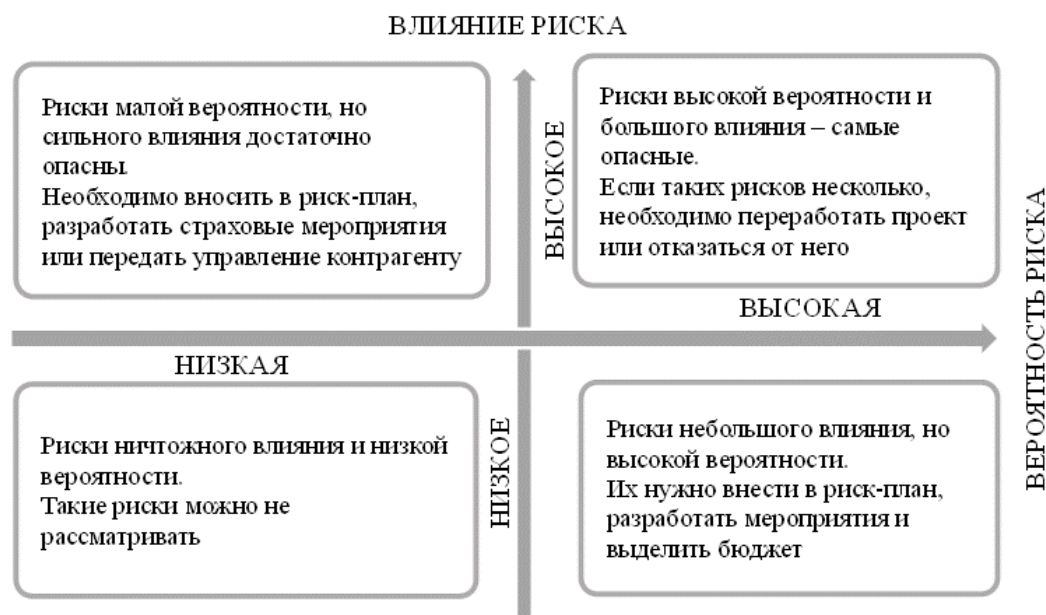 ВЛИЯНИЕ РИСКА
Риски малой вероятности, но
сильного влияния достаточно
опасны.
Необходимо вносить в риск-план,
разработать страховые мероприятия
или передать управление контрагенту
ВЫСОКОЕ
Риски высокой вероятности и
большого влияния – самые
опасные.
Если таких рисков несколько,
необходимо переработать проект
или отказаться от него
ВЫСОКАЯ
ВЕРОЯТНОСТЬ РИСКА
НИЗКАЯ
Риски ничтожного влияния и низкой
вероятности.
Такие риски можно не
рассматривать
НИЗКОЕ
Риски небольшого влияния, но
высокой вероятности.
Их нужно внести в риск-план,
разработать мероприятия и
выделить бюджет